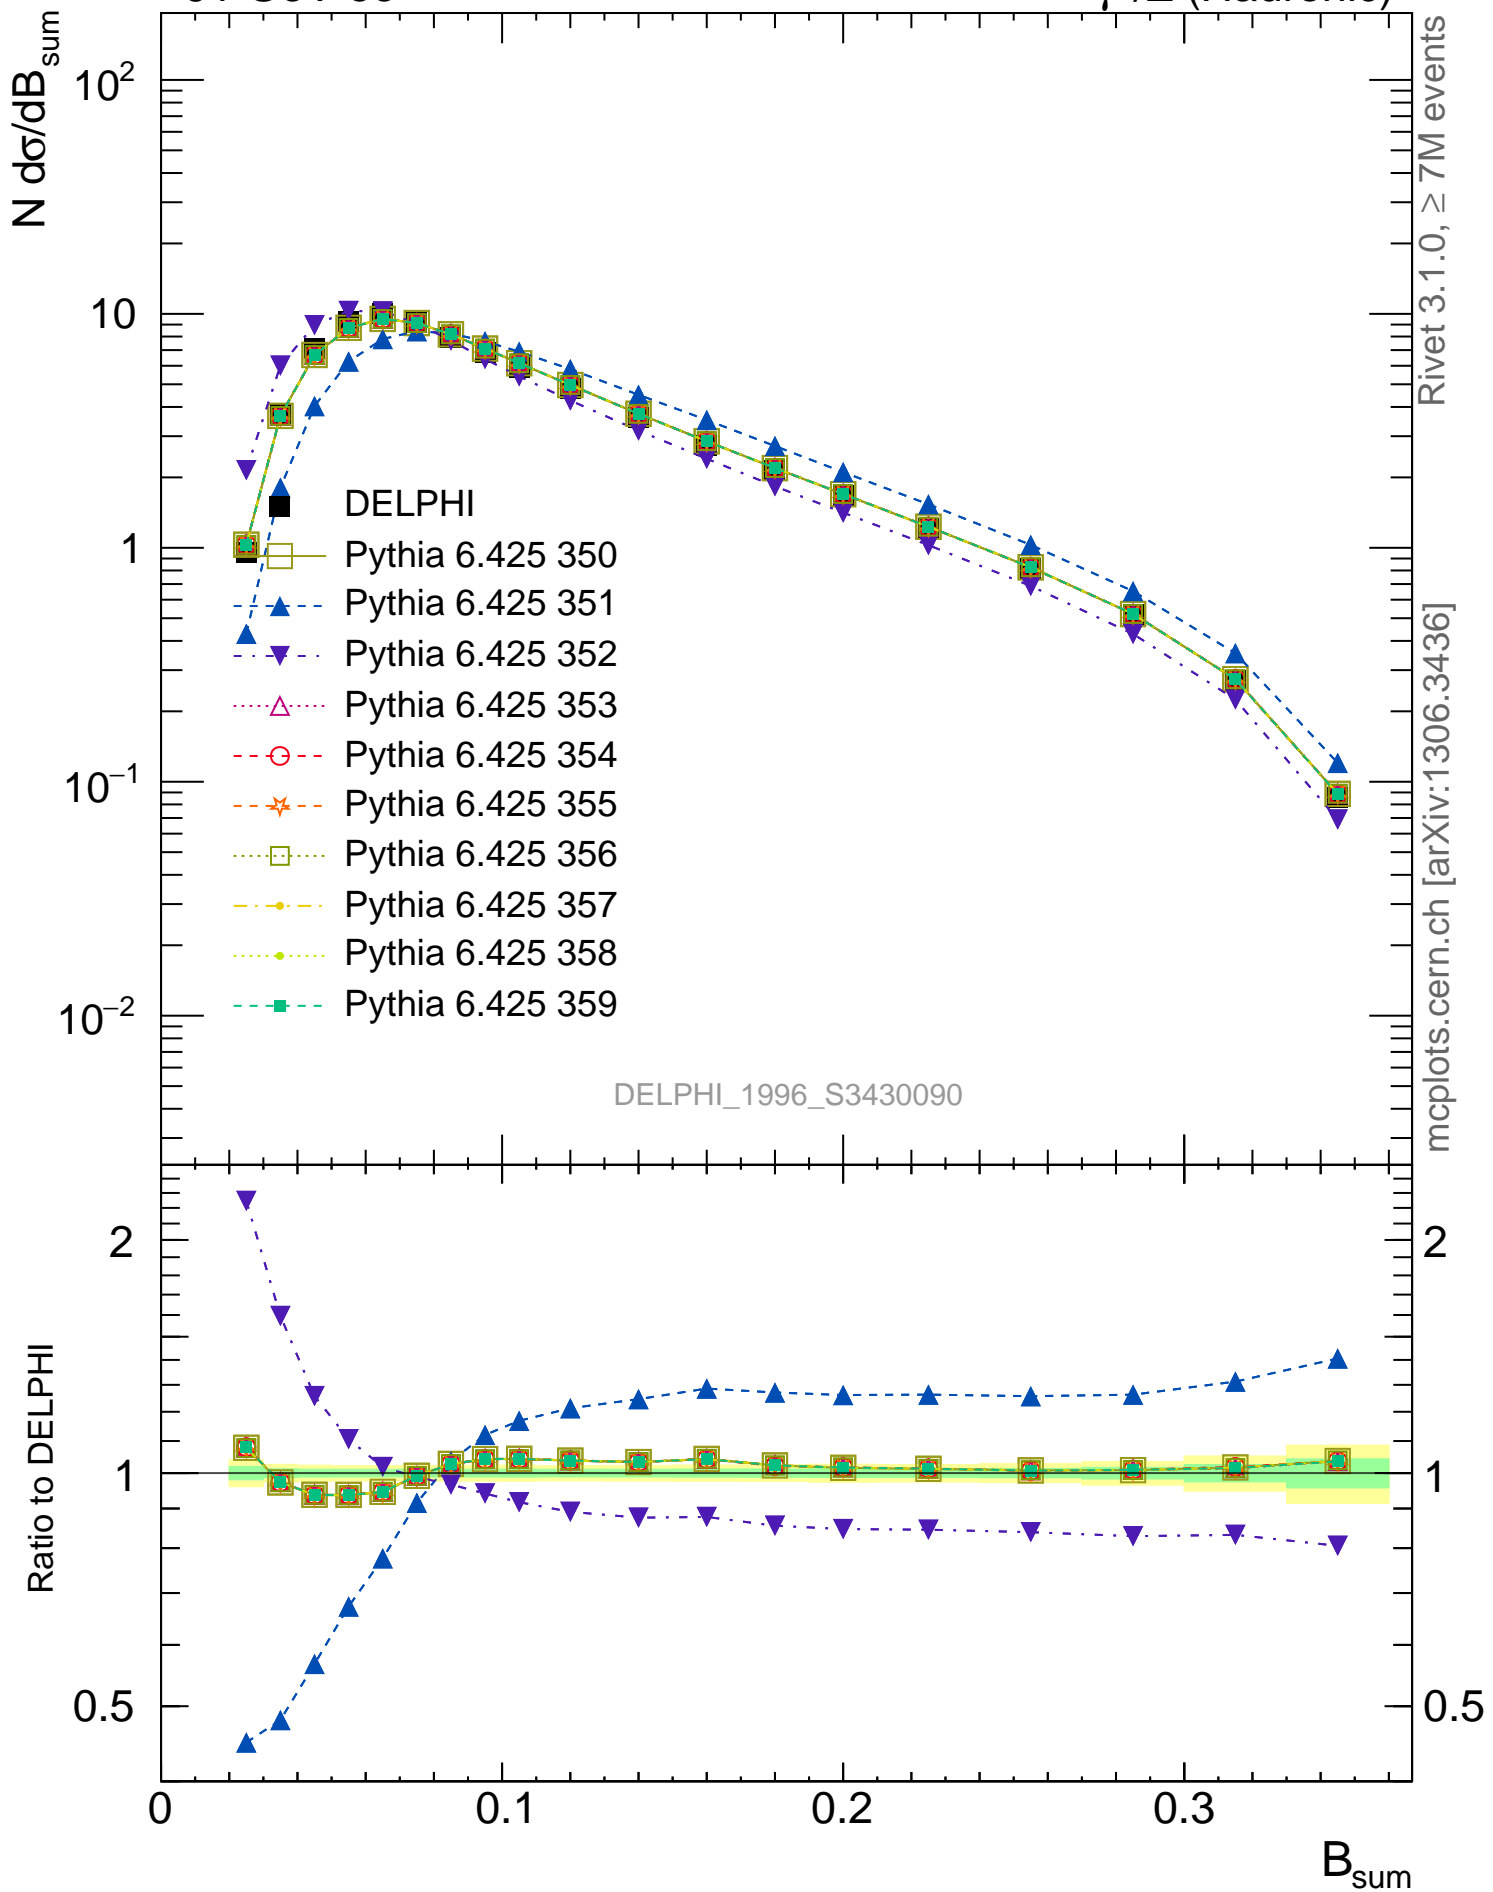 N dσ/dB_sum
10²
10
1
10⁻¹
10⁻²
DELPHI
Pythia 6.425 350
Pythia 6.425 351
Pythia 6.425 352
Pythia 6.425 353
Pythia 6.425 354
Pythia 6.425 355
Pythia 6.425 356
Pythia 6.425 357
Pythia 6.425 358
Pythia 6.425 359
DELPHI_1996_S3430090
Rivet 3.1.0, ≥ 7M events
mcplots.cern.ch [arXiv:1306.3436]
Ratio to DELPHI
2
1
0.5
2
1
0.5
0
0.1
0.2
0.3
B_sum